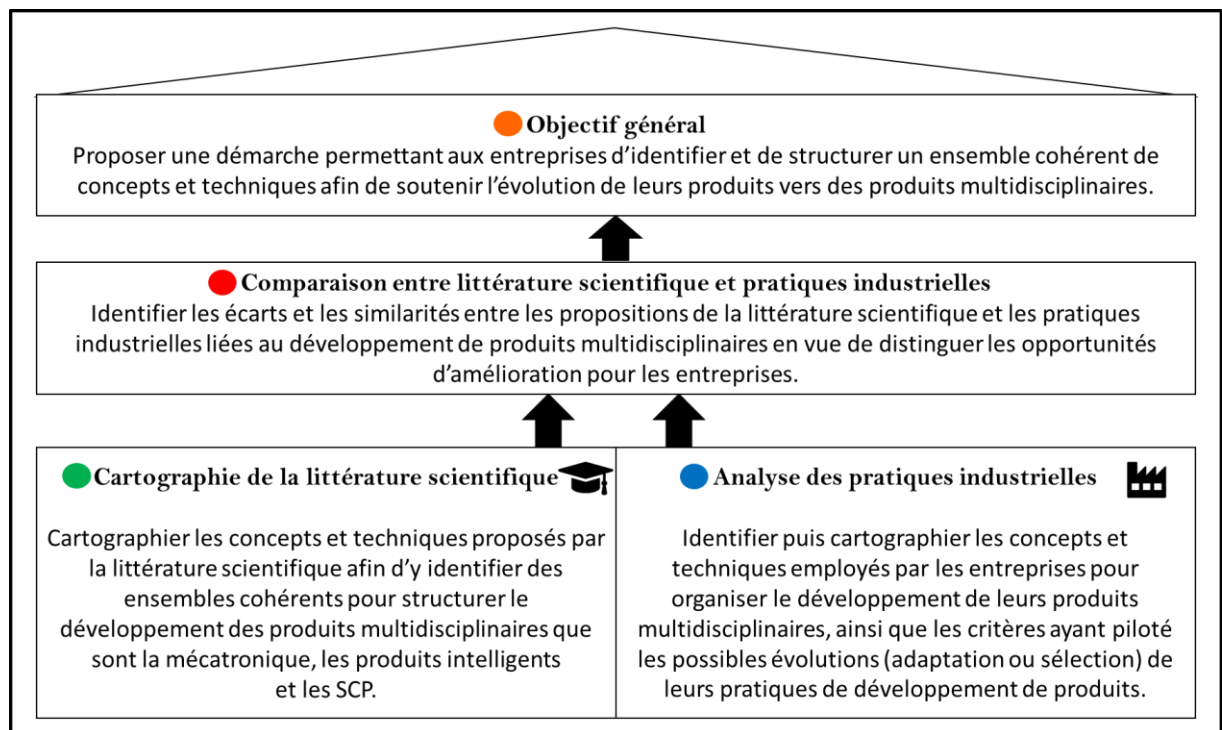 Objectif général
Proposer une démarche permettant aux entreprises d'identifier et de structurer un ensemble cohérent de
concepts et techniques afin de soutenir l'évolution de leurs produits vers des produits multidisciplinaires.
Comparaison entre littérature scientifique et pratiques industrielles
Identifier les écarts et les similarités entre les propositions de la littérature scientifique et les pratiques
industrielles liées au développement de produits multidisciplinaires en vue de distinguer les opportunités
d'amélioration pour les entreprises.
Cartographie de la littérature scientifique
Cartographier les concepts et techniques proposés par
la littérature scientifique afin d'y identifier des
ensembles cohérents pour structurer le
développement des produits multidisciplinaires que
sont la mécatronique, les produits intelligents
et les SCP.
Analyse des pratiques industrielles
Identifier puis cartographier les concepts et
techniques employés par les entreprises pour
organiser le développement de leurs produits
multidisciplinaires, ainsi que les critères ayant piloté
les possibles évolutions (adaptation ou sélection) de
leurs pratiques de développement de produits.